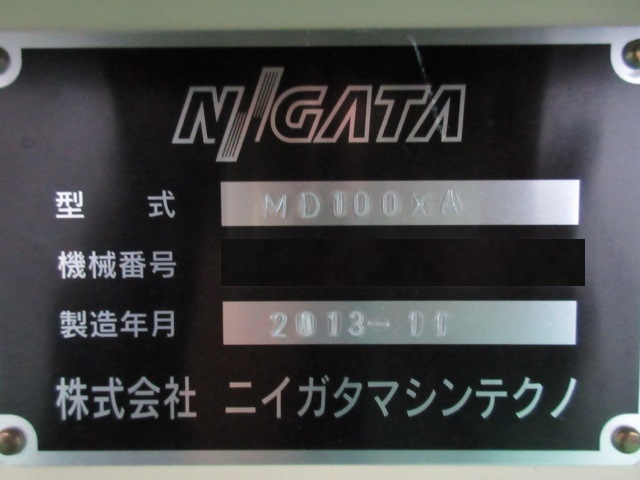 NIIGATA
型 式 MD100XA
機械番号
製造年月 2013-11
株式会社 ニイガタマシンテクノ